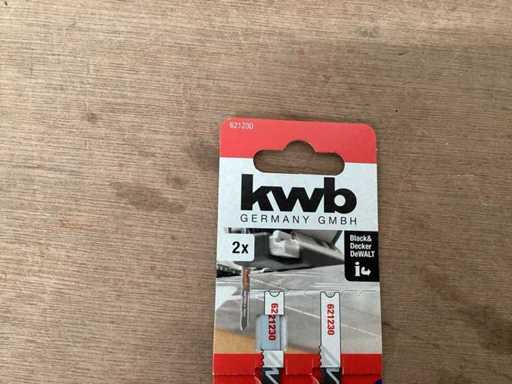 621230
kwb
GERMANY GMBH
2x
Black&
Decker
DeWALT
621230
621230